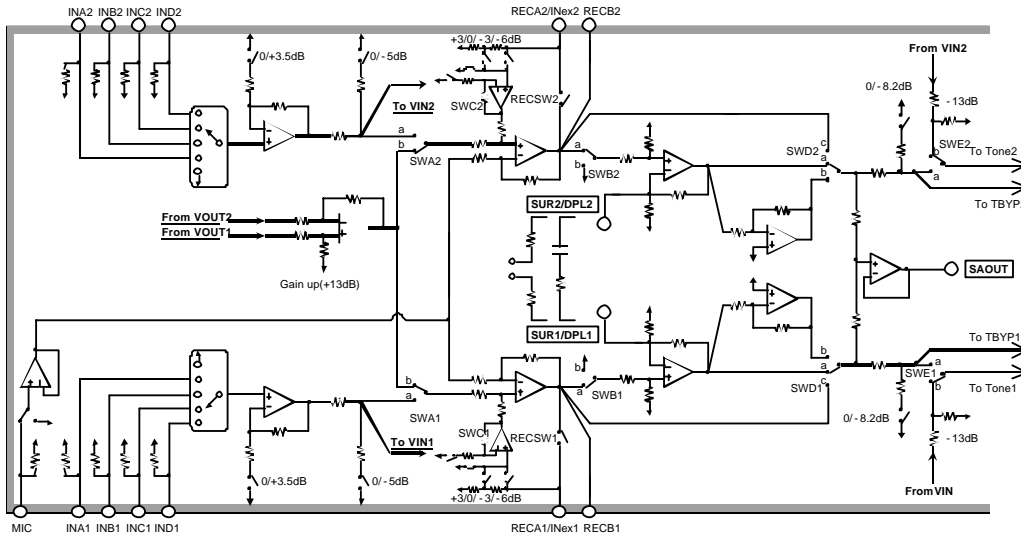 INA2 INB2 INC2 IND2 RECA2/INex2 RECB2
+3/0/-3/-6dB From VIN2
0/+3.5dB 0/-5dB
0/-8.2dB
To VIN2 SWC2 RECSW2 -13dB
a c SWD2 SWE2 To Tone2
b SWA2 a SWB2 a b
b b a
SUR2/DPL2 To TBYP2
From VOUT2
From VOUT1
Gain up(+13dB) SAOUT
SUR1/DPL1 To TBYP1
b b b a
a SWA1 a SWB1 a SWD1 SWE1
c b To Tone1
To VIN1 SWC1 RECSW1 0/-8.2dB
-13dB
0/+3.5dB 0/-5dB
+3/0/-3/-6dB From VIN
MIC INA1 INB1 INC1 IND1 RECA1/INex1 RECB1